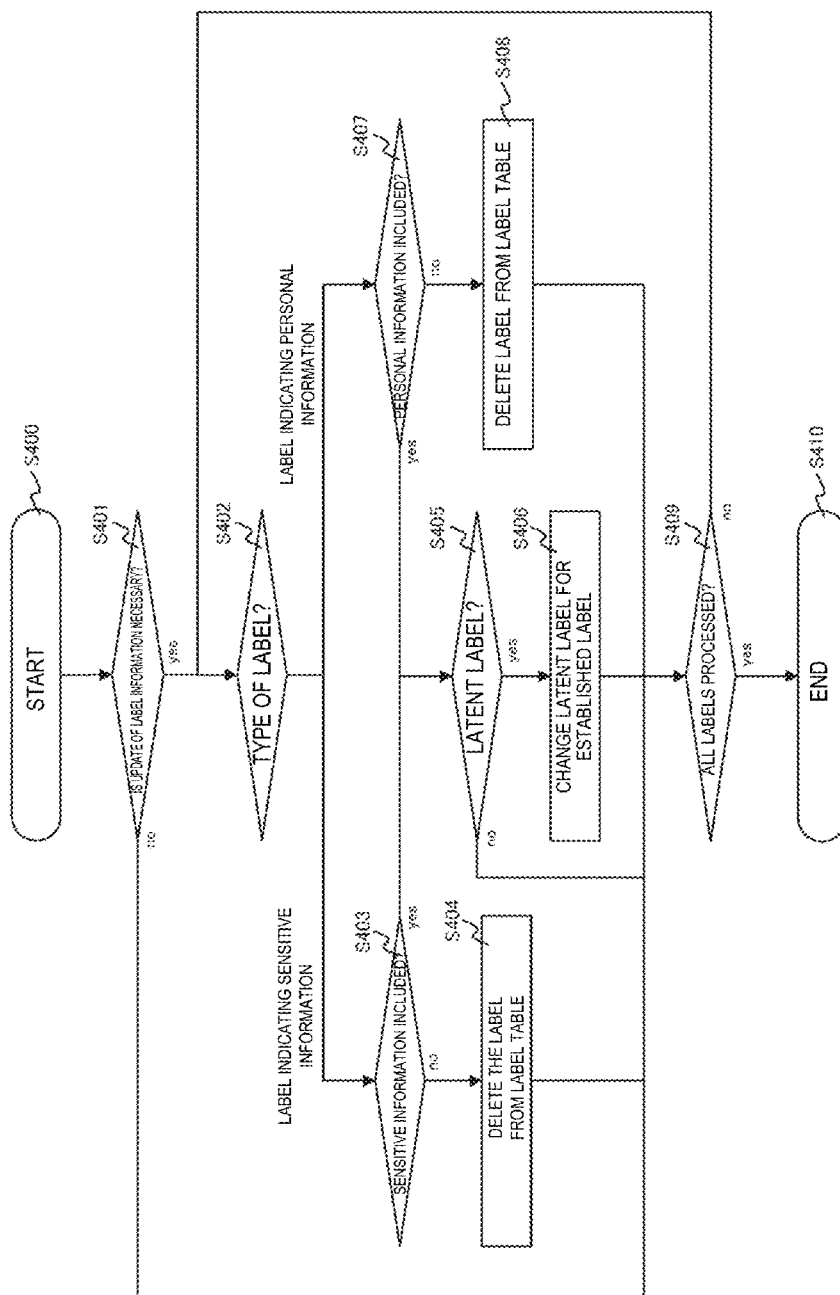 START
S400
IS UPDATE OF LABEL INFORMATION NECESSARY?
S401
no
yes
TYPE OF LABEL?
S402
LABEL INDICATING SENSITIVE
INFORMATION
LABEL INDICATING PERSONAL
INFORMATION
SENSITIVE INFORMATION INCLUDED?
S403
yes
no
PERSONAL INFORMATION INCLUDED?
S407
yes
no
DELETE THE LABEL
FROM LABEL TABLE
S404
LATENT LABEL?
S405
no
yes
CHANGE LATENT LABEL FOR
ESTABLISHED LABEL
S406
DELETE LABEL FROM LABEL TABLE
S408
ALL LABELS PROCESSED?
S409
no
yes
END
S410